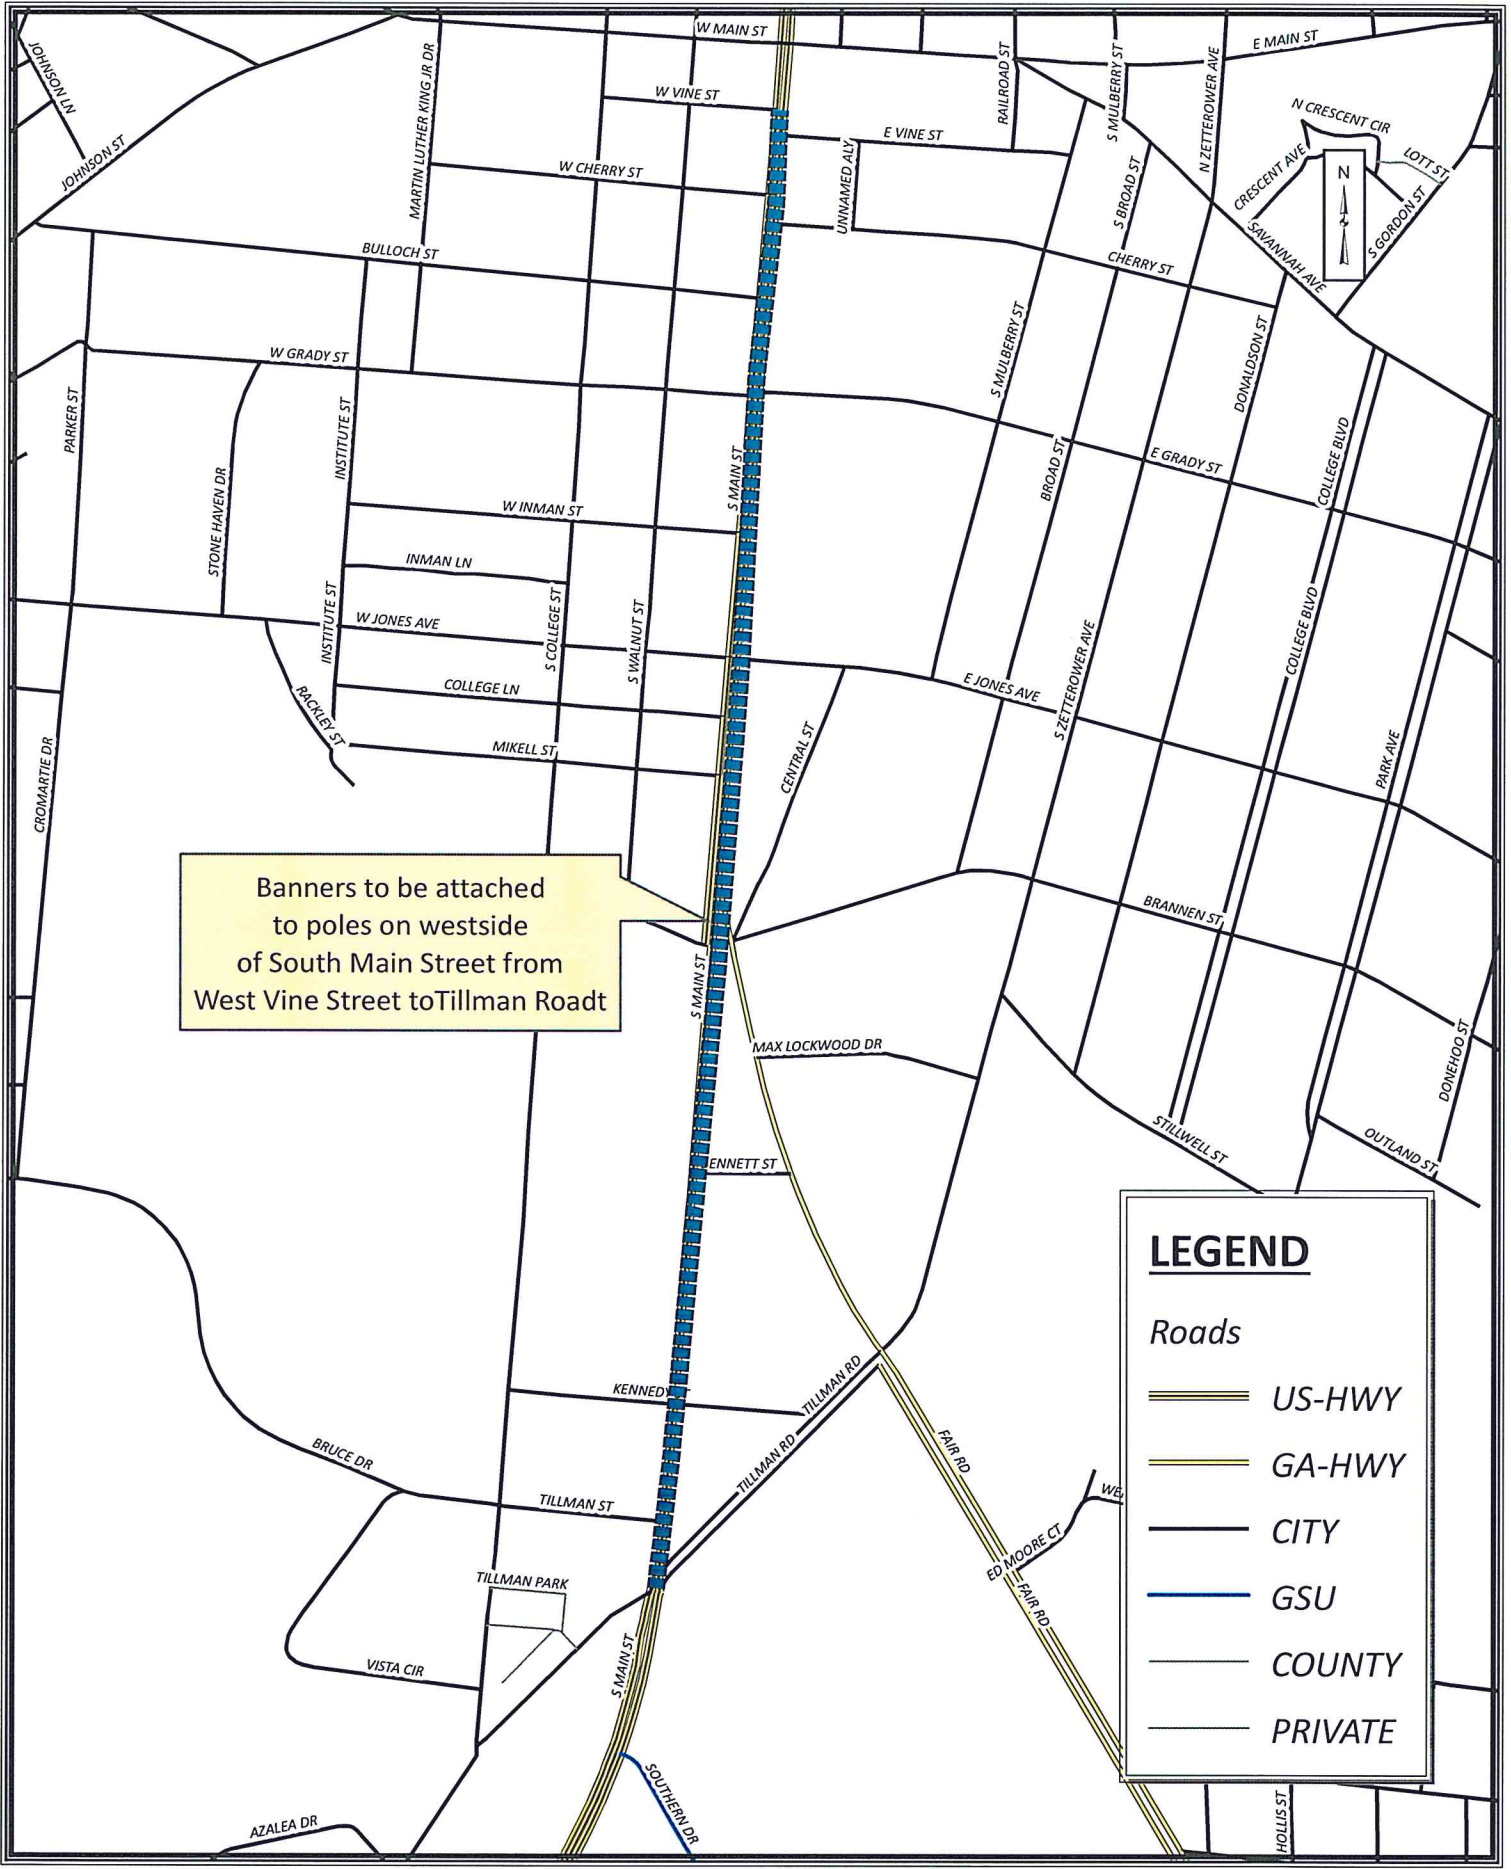 W MAIN ST
E MAIN ST
JOHNSON LN
JOHNSON ST
MARTIN LUTHER KING JR DR
W VINE ST
E VINE ST
RAILROAD ST
S MULBERRY ST
N ZETTEROWER AVE
N CRESCENT CIR
CRESCENT AVE
LOTT ST
N
S GORDON ST
SAVANNAH AVE
W CHERRY ST
UNNAMED ALY
S BROAD ST
BULLOCH ST
CHERRY ST
W GRADY ST
S MULBERRY ST
DONALDSON ST
PARKER ST
INSTITUTE ST
STONE HAVEN DR
S MAIN ST
BROAD ST
E GRADY ST
COLLEGE BLVD
W INMAN ST
INMAN LN
INSTITUTE ST
W JONES AVE
S COLLEGE ST
S WALNUT ST
COLLEGE BLVD
S ZETTEROWER AVE
E JONES AVE
COLLEGE LN
RACKLEY ST
MIKELL ST
CENTRAL ST
PARK AVE
CROMARTIE DR
Banners to be attached
to poles on westside
of South Main Street from
West Vine Street toTillman Roadt
BRANNEN ST
S MAIN ST
MAX LOCKWOOD DR
DONEHOO ST
STILLWELL ST
OUTLAND ST
ENNETT ST
KENNEDY
TILLMAN RD
TILLMAN RD
FAIR RD
BRUCE DR
TILLMAN ST
WE
ED MOORE CT
FAIR RD
TILLMAN PARK
S MAIN ST
VISTA CIR
SOUTHERN DR
AZALEA DR
HOLLIS ST
LEGEND
Roads
US-HWY
GA-HWY
CITY
GSU
COUNTY
PRIVATE